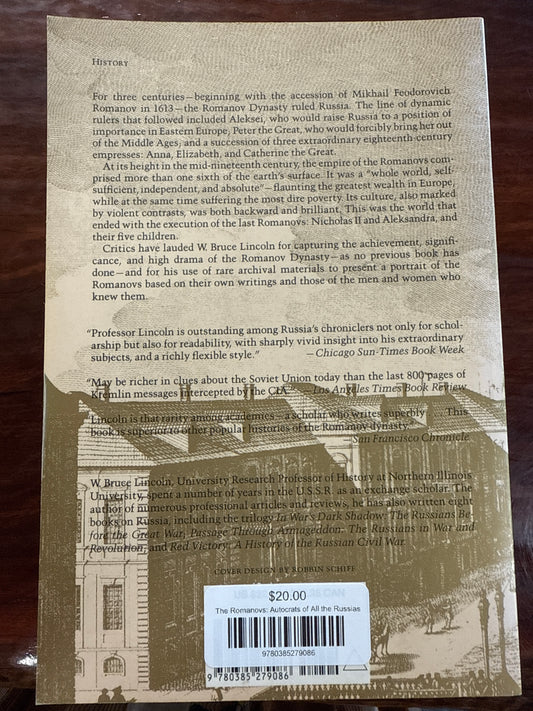 HISTORY
For three centuries—beginning with the accession of Mikhail Feodorovich
Romanov in 1613—the Romanov Dynasty ruled Russia. The line of dynamic
rulers that followed included Aleksei, who would raise Russia to a position of
importance in Eastern Europe, Peter the Great, who would forcibly bring her out
of the Middle Ages, and a succession of three extraordinary eighteenth-century
empresses: Anna, Elizabeth, and Catherine the Great.
At its height in the mid-nineteenth century, the empire of the Romanovs com-
prised more than one sixth of the earth's surface. It was a "whole world, self-
sufficient, independent, and absolute"—flaunting the greatest wealth in Europe,
while at the same time suffering the most dire poverty. Its culture, also marked
by violent contrasts, was both backward and brilliant. This was the world that
ended with the execution of the last Romanovs: Nicholas II and Aleksandra, and
their five children.
Critics have lauded W. Bruce Lincoln for capturing the achievement, signifi-
cance, and high drama of the Romanov Dynasty—as no previous book has
done—and for his use of rare archival materials to present a portrait of the
Romanovs based on their own writings and those of the men and women who
knew them.
"Professor Lincoln is outstanding among Russia's chroniclers not only for schol-
arship but also for readability, with sharply vivid insight into his extraordinary
subjects, and a richly flexible style." —Chicago Sun-Times Book Week
"May be richer in clues about the Soviet Union today than the last 800 pages of
Kremlin messages intercepted by the CIA." —Los Angeles Times Book Review
Lincoln is that rarity among academics—a scholar who writes superbly . . . . This
book is superior to other popular histories of the Romanov dynasty."
—San Francisco Chronicle
W. Bruce Lincoln, University Research Professor of History at Northern Illinois
University, spent a number of years in the U.S.S.R. as an exchange scholar. The
author of numerous professional articles and reviews, he has also written eight
books on Russia, including the trilogy In War's Dark Shadow: The Russians Be-
fore the Great War, Passage Through Armageddon: The Russians in War and
Revolution, and Red Victory: A History of the Russian Civil War.
COVER DESIGN BY ROBBIN SCHIFF
$20.00
The Romanovs: Autocrats of All the Russias
9780385279086
9 780385 279086